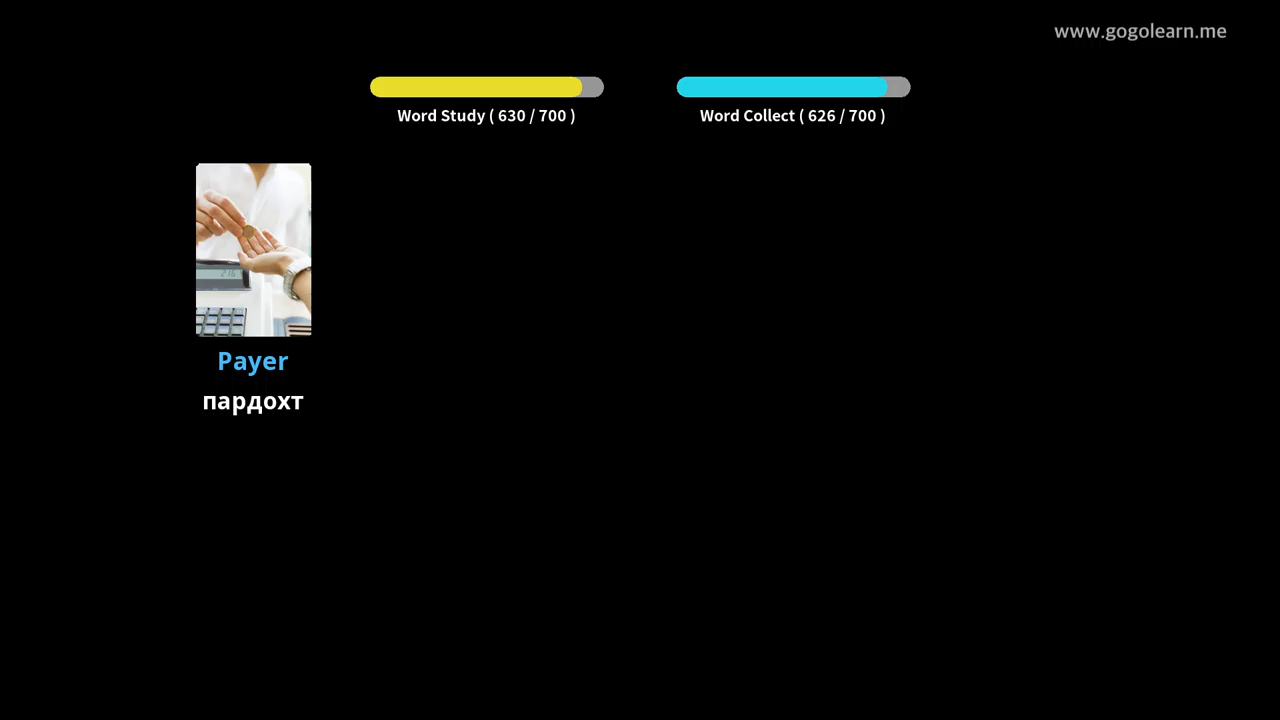 www.gogolearn.me
Word Study ( 630 / 700 )
Word Collect ( 626 / 700 )
Payer
пардохт